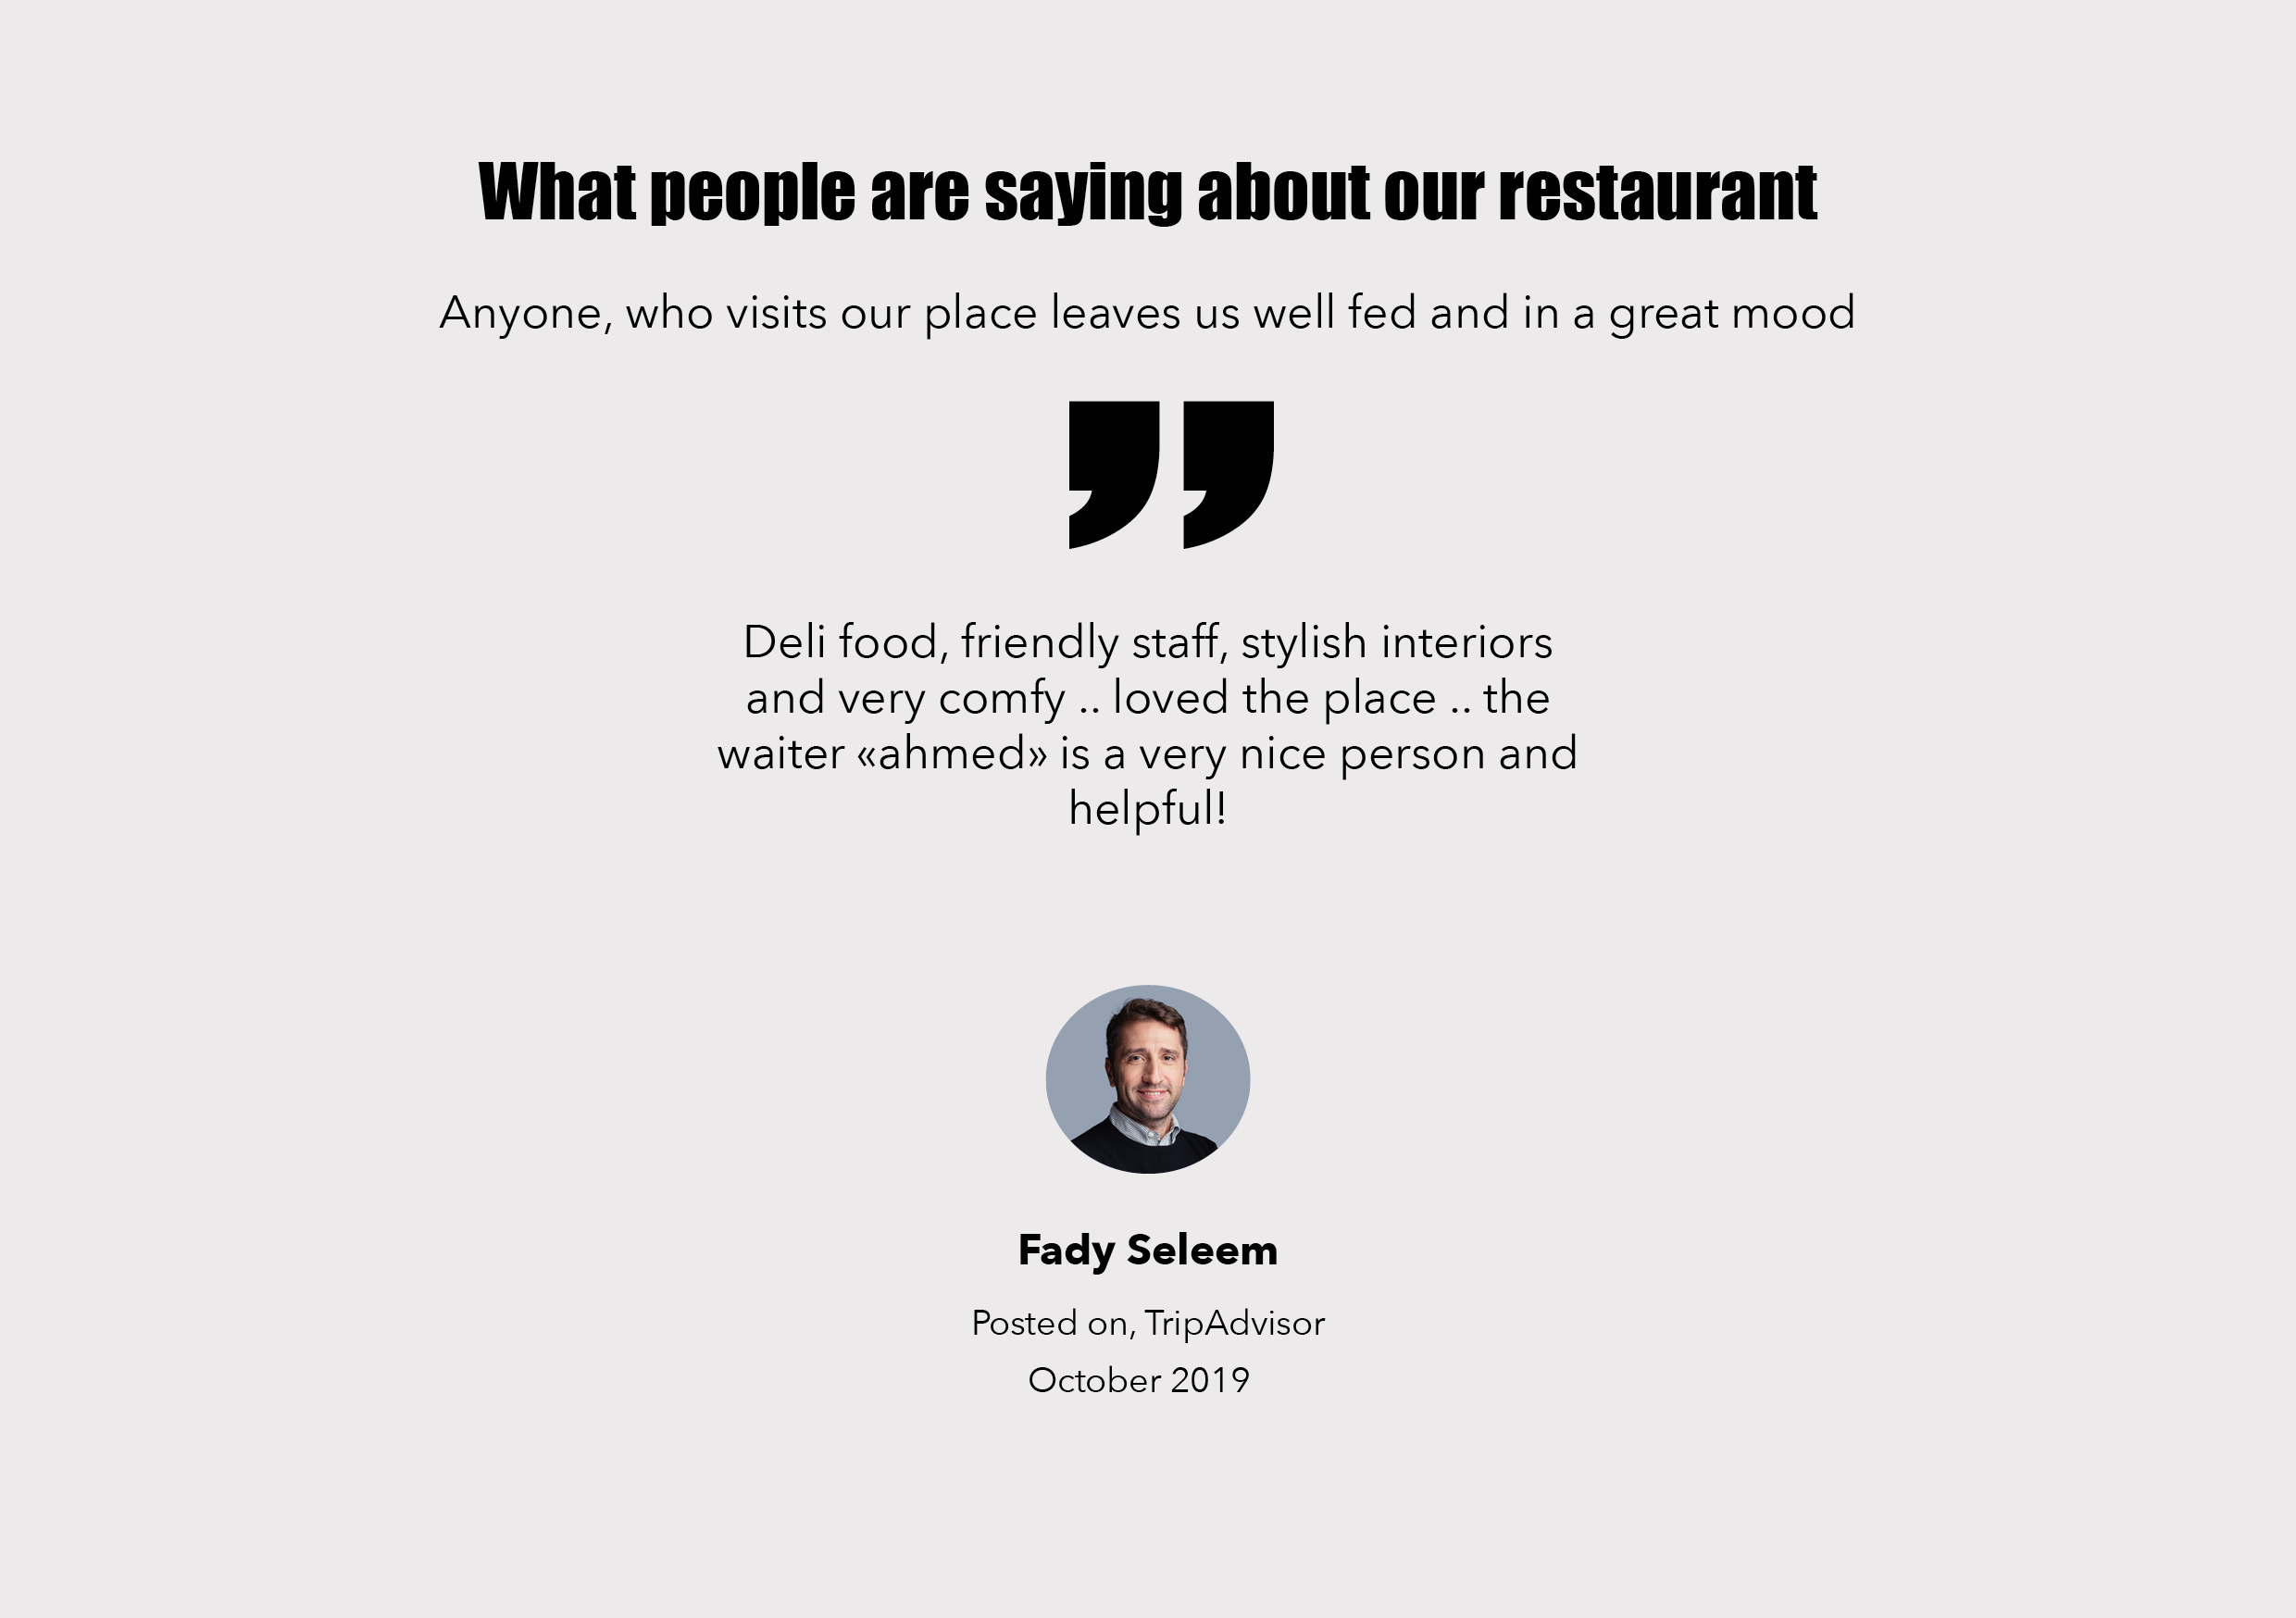 What people are saying about our restaurant
Anyone, who visits our place leaves us well fed and in a great mood
”
Deli food, friendly staff, stylish interiors
and very comfy .. loved the place .. the
waiter «ahmed» is a very nice person and
helpful!
Fady Seleem
Posted on, TripAdvisor
October 2019